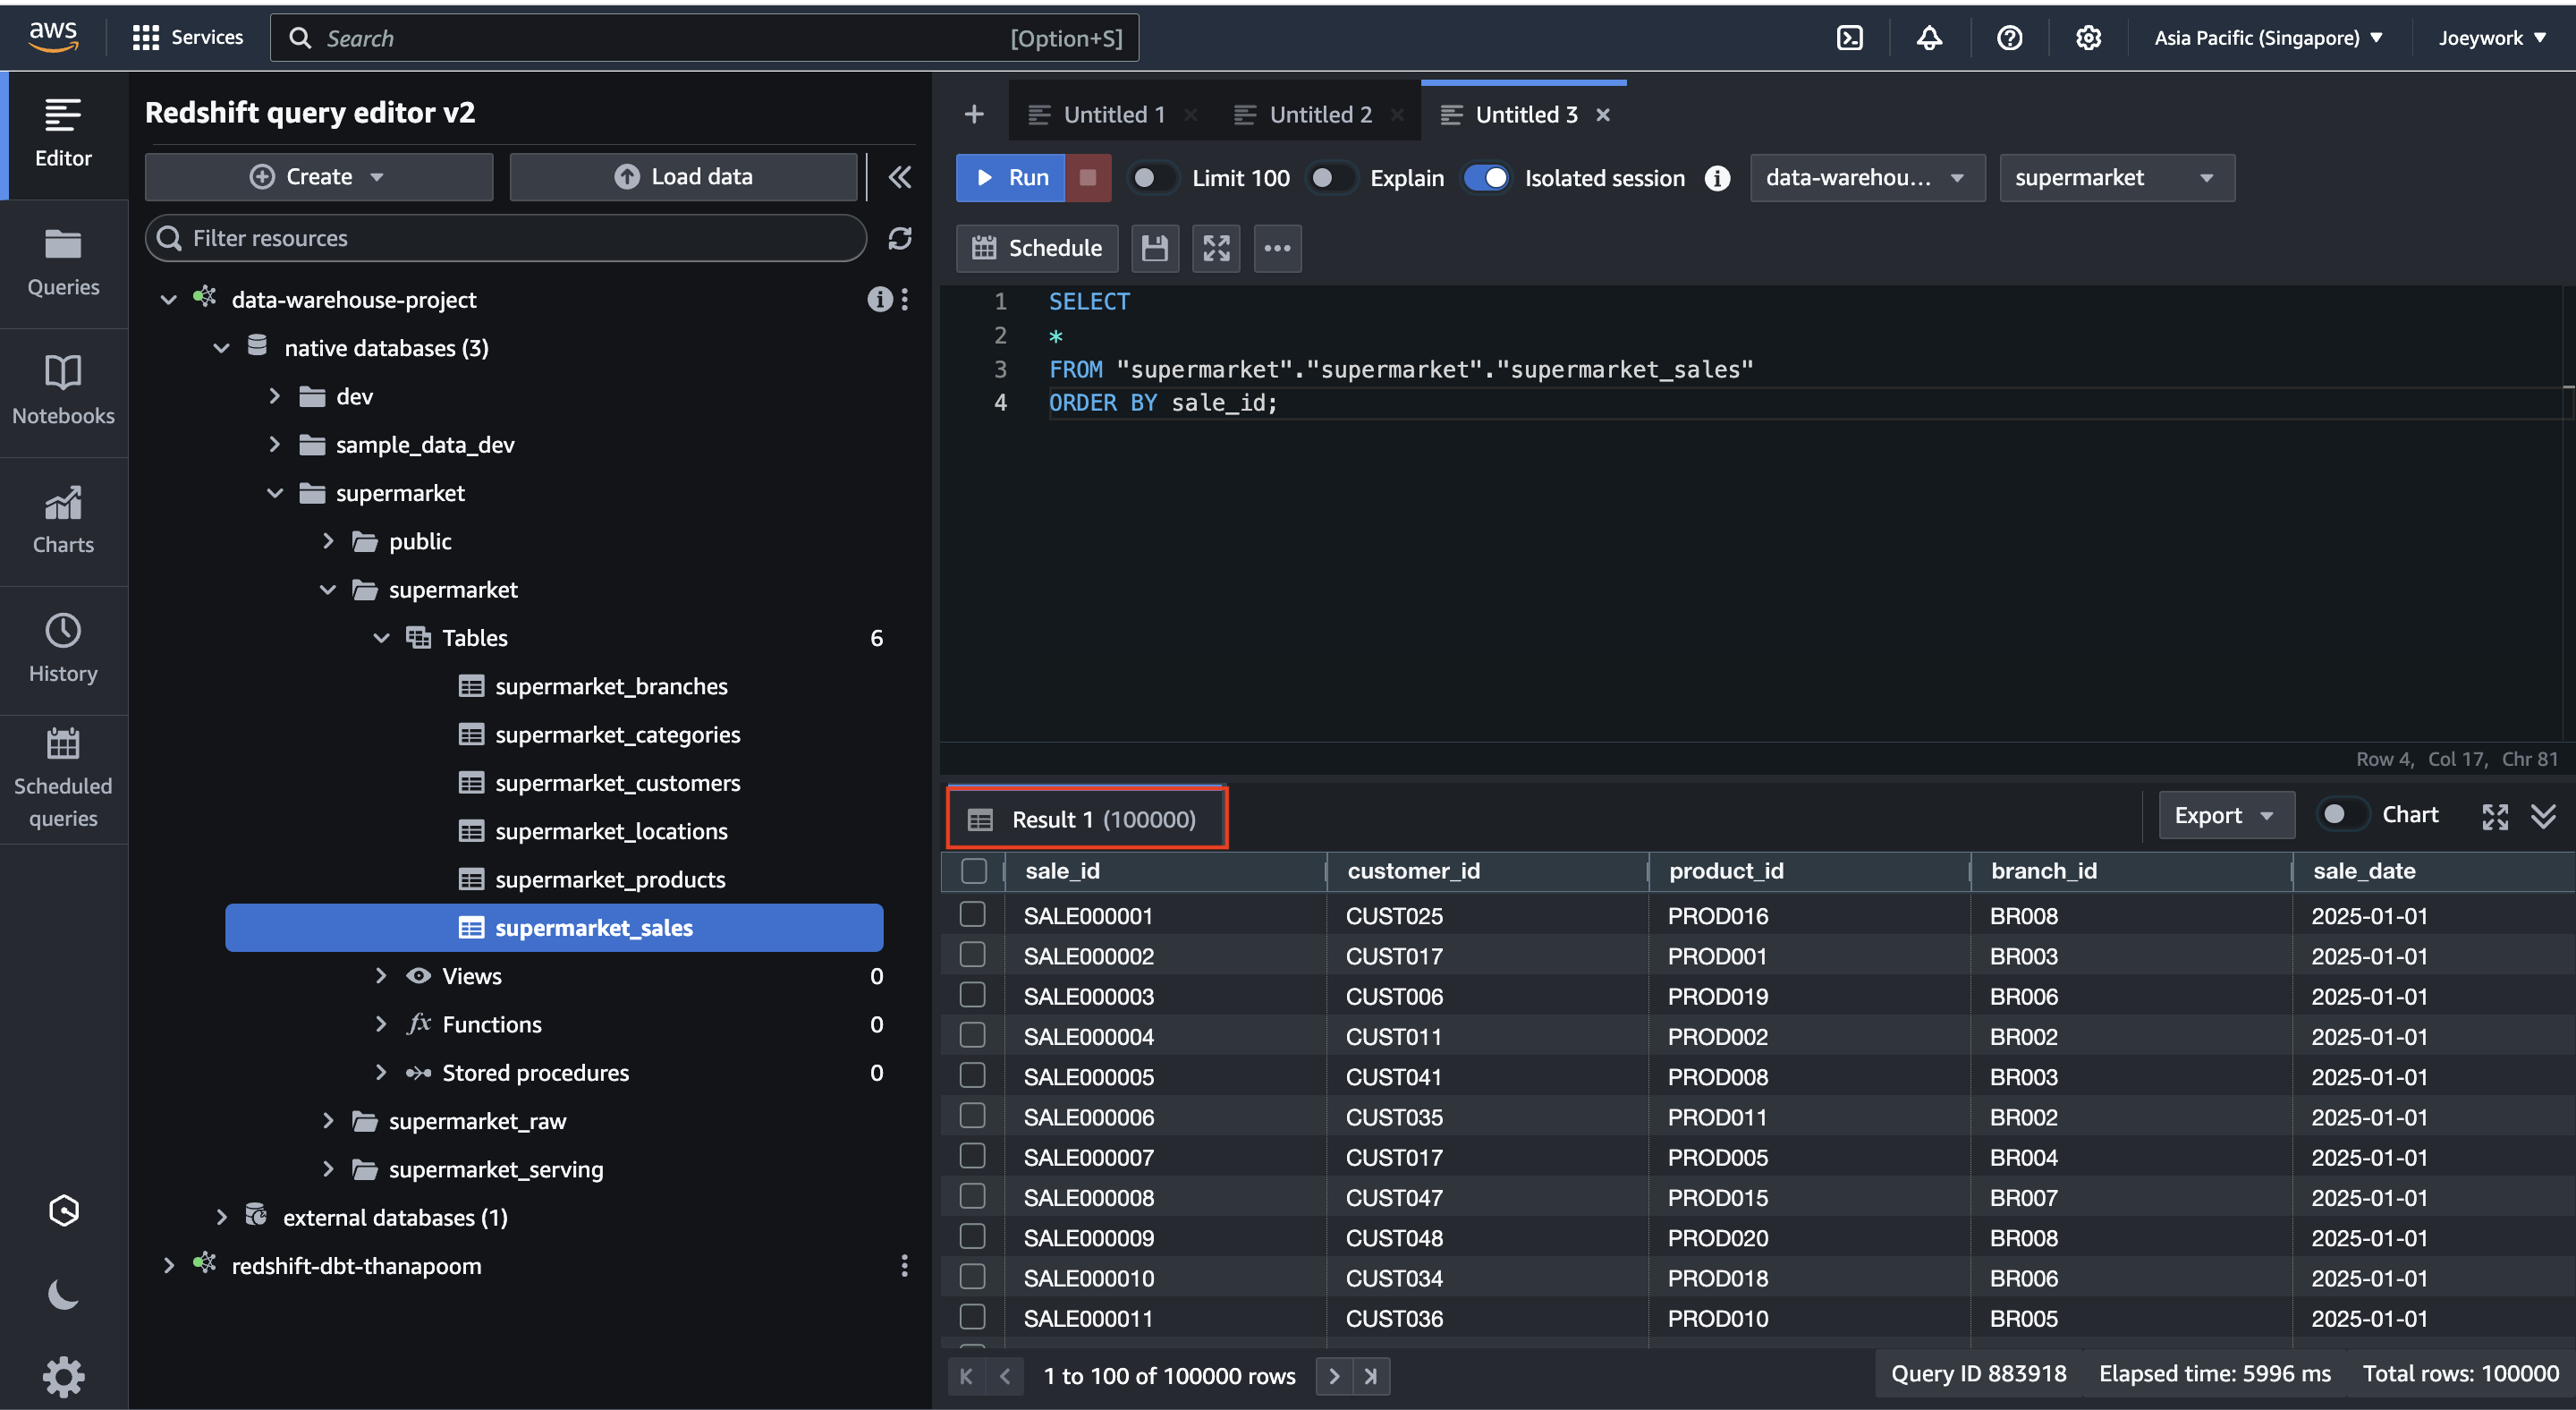 aws
Services
Search
[Option+S]
Asia Pacific (Singapore)
Joeywork
Editor
Queries
Notebooks
Charts
History
Scheduled
queries
Redshift query editor v2
Create
Load data
Filter resources
data-warehouse-project
native databases (3)
dev
sample_data_dev
supermarket
public
supermarket
Tables 6
supermarket_branches
supermarket_categories
supermarket_customers
supermarket_locations
supermarket_products
supermarket_sales
Views 0
fx Functions 0
Stored procedures 0
supermarket_raw
supermarket_serving
external databases (1)
redshift-dbt-thanapoom
Untitled 1
Untitled 2
Untitled 3
Run
Limit 100
Explain
Isolated session
data-warehou...
supermarket
Schedule
1 SELECT
2 *
3 FROM "supermarket"."supermarket"."supermarket_sales"
4 ORDER BY sale_id;
Row 4, Col 17, Chr 81
Result 1 (100000)
Export
Chart
sale_id customer_id product_id branch_id sale_date
SALE000001 CUST025 PROD016 BR008 2025-01-01
SALE000002 CUST017 PROD001 BR003 2025-01-01
SALE000003 CUST006 PROD019 BR006 2025-01-01
SALE000004 CUST011 PROD002 BR002 2025-01-01
SALE000005 CUST041 PROD008 BR003 2025-01-01
SALE000006 CUST035 PROD011 BR002 2025-01-01
SALE000007 CUST017 PROD005 BR004 2025-01-01
SALE000008 CUST047 PROD015 BR007 2025-01-01
SALE000009 CUST048 PROD020 BR008 2025-01-01
SALE000010 CUST034 PROD018 BR006 2025-01-01
SALE000011 CUST036 PROD010 BR005 2025-01-01
1 to 100 of 100000 rows
Query ID 883918 Elapsed time: 5996 ms Total rows: 100000